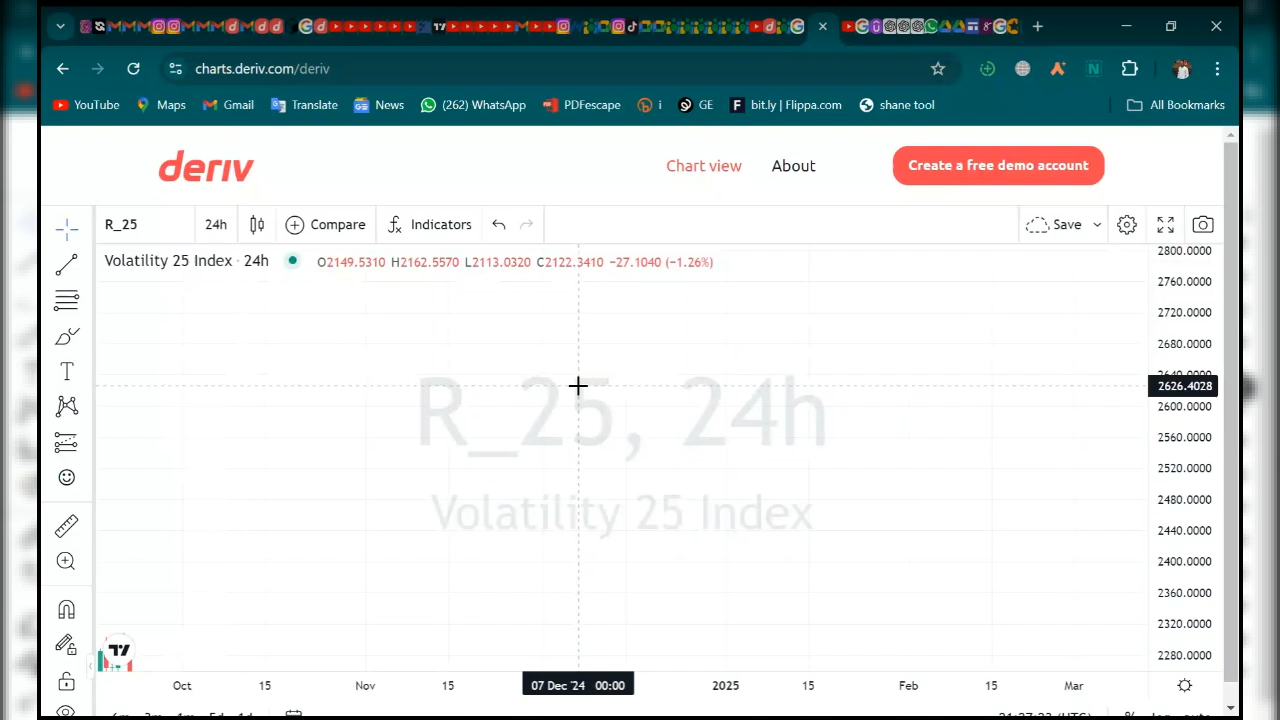 charts.deriv.com/deriv
YouTube Maps Gmail Translate News (262) WhatsApp PDFescape i GE bit.ly | Flippa.com shane tool All Bookmarks
deriv
Chart view About Create a free demo account
R_25 24h Compare Indicators Save
Volatility 25 Index · 24h O2149.5310 H2162.5570 L2113.0320 C2122.3410 −27.1040 (−1.26%)
2800.0000
2760.0000
2720.0000
2680.0000
2626.4028
2600.0000
2560.0000
2520.0000
2480.0000
2440.0000
2400.0000
2360.0000
2320.0000
2280.0000
R_25, 24h
Volatility 25 Index
Oct 15 Nov 15 07 Dec '24 00:00 2025 15 Feb 15 Mar